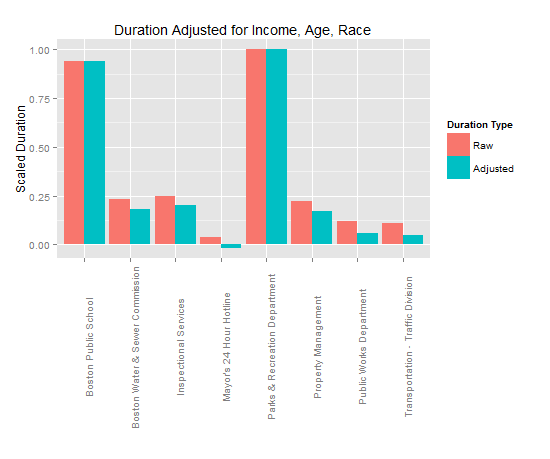 Duration Adjusted for Income, Age, Race
Scaled Duration
1.00
0.75
0.50
0.25
0.00
Boston Public School
Boston Water & Sewer Commission
Inspectional Services
Mayor's 24 Hour Hotline
Parks & Recreation Department
Property Management
Public Works Department
Transportation - Traffic Division
Duration Type
Raw
Adjusted